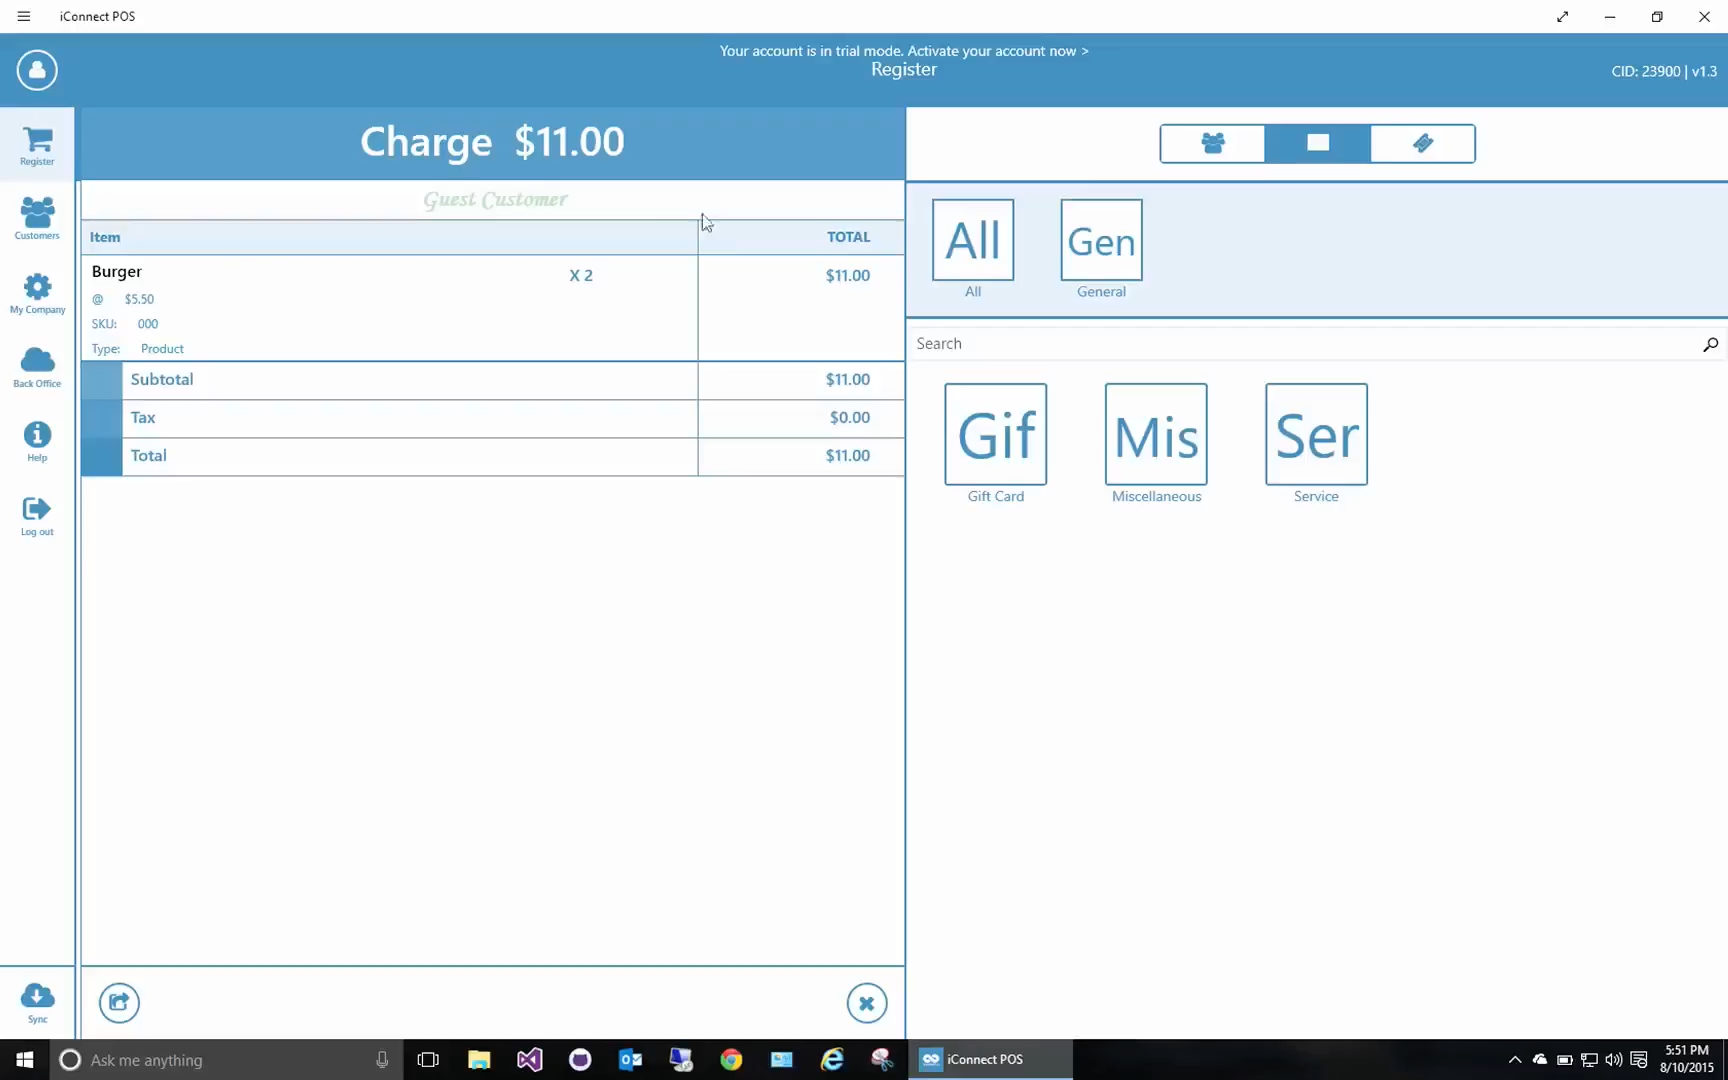 iConnect POS
Your account is in trial mode. Activate your account now >
Register
CID: 23900 | v1.3
Register
Customers
My Company
Back Office
Help
Log out
Sync
Charge $11.00
Guest Customer
Item TOTAL
Burger X 2 $11.00
@ $5.50
SKU: 000
Type: Product
Subtotal $11.00
Tax $0.00
Total $11.00
All Gen
All General
Search
Gif Mis Ser
Gift Card Miscellaneous Service
Ask me anything
iConnect POS
5:51 PM
8/10/2015